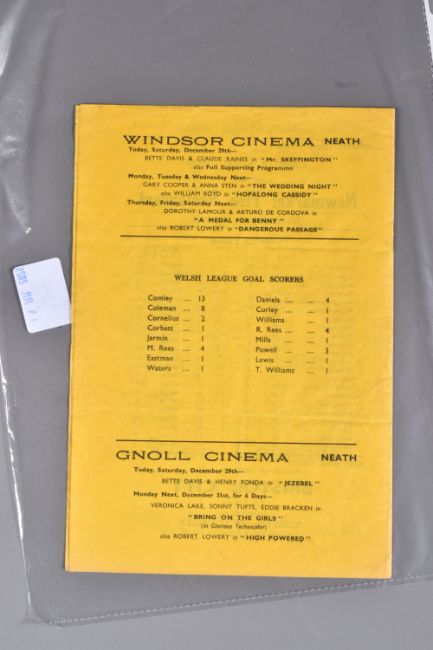 WINDSOR CINEMA NEATH
Today, Saturday, December 29th—
BETTE DAVIS & CLAUDE RAINES in "Mr. SKEFFINGTON"
also Full Supporting Programme
Monday, Tuesday & Wednesday Next—
GARY COOPER & ANNA STEN in "THE WEDDING NIGHT"
also WILLIAM BOYD in "HOPALONG CASSIDY"
Thursday, Friday, Saturday Next—
DOROTHY LAMOUR & ARTURO DE CORDOVA in
"A MEDAL FOR BENNY"
also ROBERT LOWERY in "DANGEROUS PASSAGE"
WELSH LEAGUE GOAL SCORERS
Comley ... 13
Coleman ... 8
Cornelius ... 2
Corbett ... 1
Jarmin ... 1
M. Rees ... 4
Eastman ... 1
Waters ... 1
Daniels ... ... 4
Curley ... ... 1
Williams ... 1
R. Rees ... ... 4
Mills ... ... 1
Powell ... ... 3
Lewis ... ... 1
T. Williams ... 1
GNOLL CINEMA NEATH
Today, Saturday, December 29th—
BETTE DAVIS & HENRY FONDA in "JEZEBEL"
Monday Next, December 31st, for 6 Days—
VERONICA LAKE, SONNY TUFTS, EDDIE BRACKEN in
"BRING ON THE GIRLS"
(in Glorious Technicolor)
also ROBERT LOWERY in "HIGH POWERED"